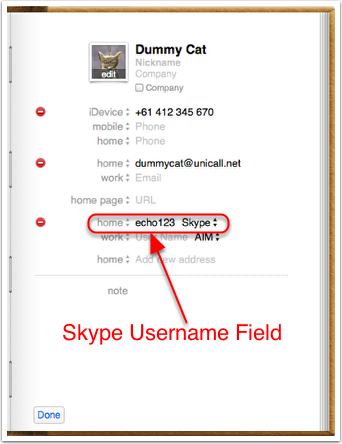 Dummy Cat
Nickname
Company
edit
Company
iDevice +61 412 345 670
mobile Phone
home Phone
home dummycat@unicall.net
work Email
home page URL
home echo123 Skype
work User Name AIM
home Add new address
note
Skype Username Field
Done